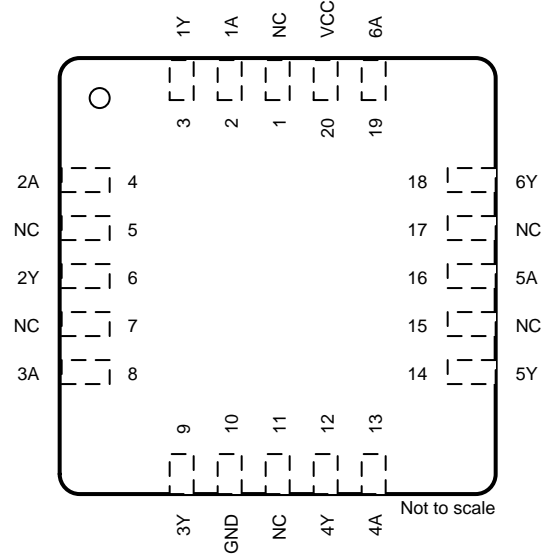 1Y 1A NC VCC 6A
3 2 1 20 19
2A 4 18 6Y
NC 5 17 NC
2Y 6 16 5A
NC 7 15 NC
3A 8 14 5Y
9 10 11 12 13
3Y GND NC 4Y 4A
Not to scale